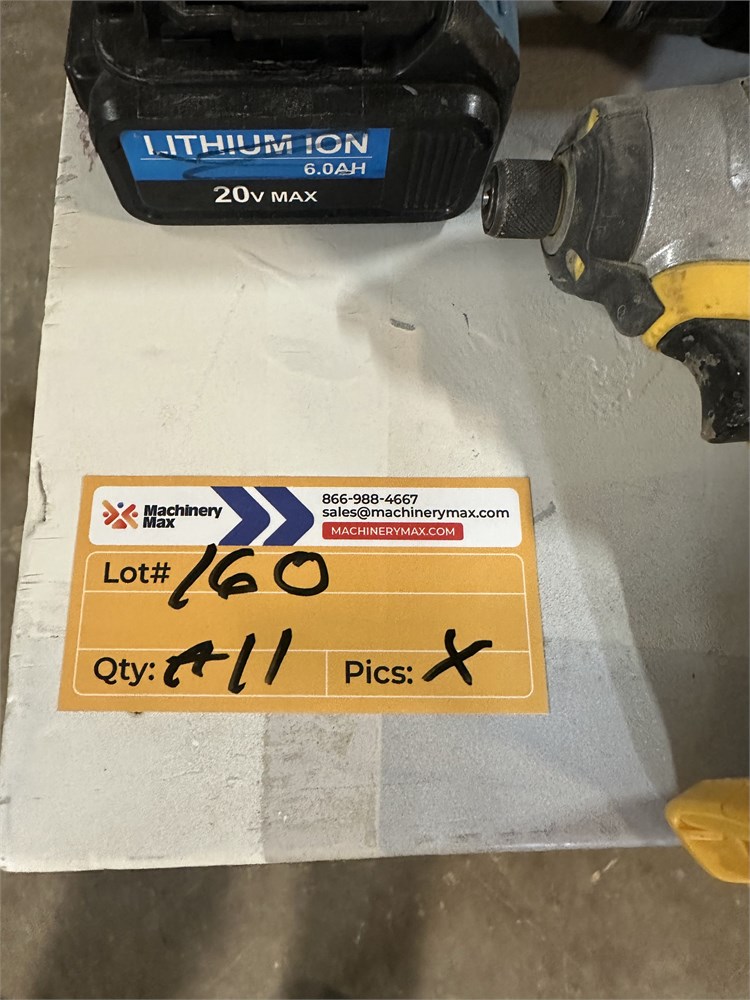 LITHIUM ION
6.0AH
20V MAX
Machinery
Max
866-988-4667
sales@machinerymax.com
MACHINERYMAX.COM
Lot# 160
Qty: All
Pics: X